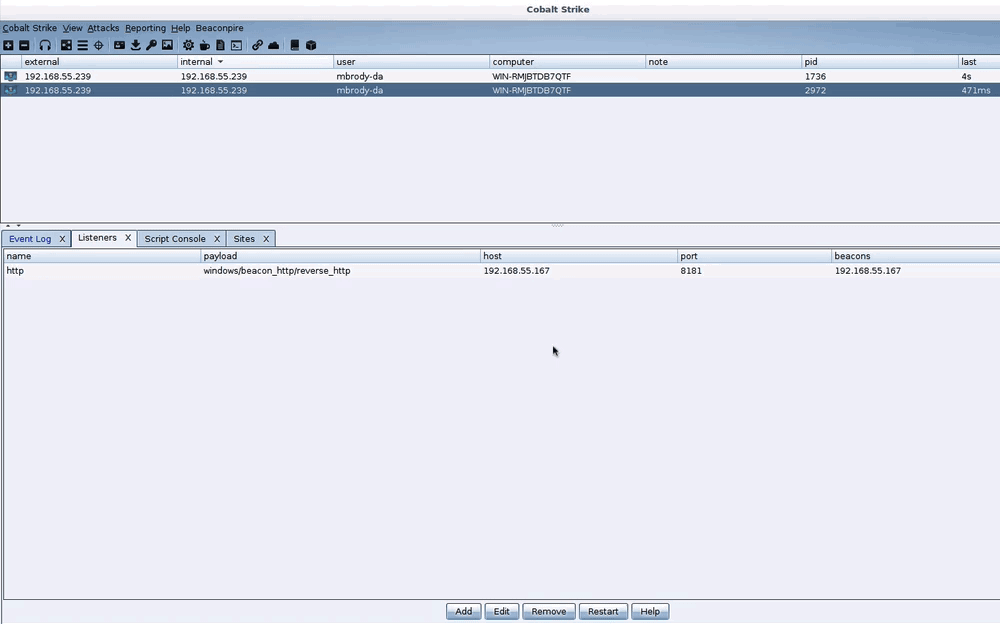 Cobalt Strike
Cobalt Strike View Attacks Reporting Help Beaconpire
external internal user computer note pid last
192.168.55.239 192.168.55.239 mbrody-da WIN-RMJBTDB7QTF 1736 4s
192.168.55.239 192.168.55.239 mbrody-da WIN-RMJBTDB7QTF 2972 471ms
Event Log X Listeners X Script Console X Sites X
name payload host port beacons
http windows/beacon_http/reverse_http 192.168.55.167 8181 192.168.55.167
Add Edit Remove Restart Help